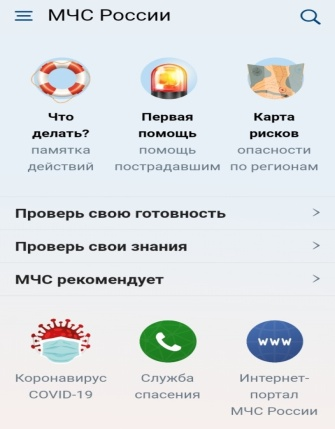 МЧС России
Что делать?
памятка действий
Первая помощь
помощь пострадавшим
Карта рисков
опасности по регионам
Проверь свою готовность
Проверь свои знания
МЧС рекомендует
Коронавирус
COVID-19
Служба
спасения
www
Интернет-
портал
МЧС России